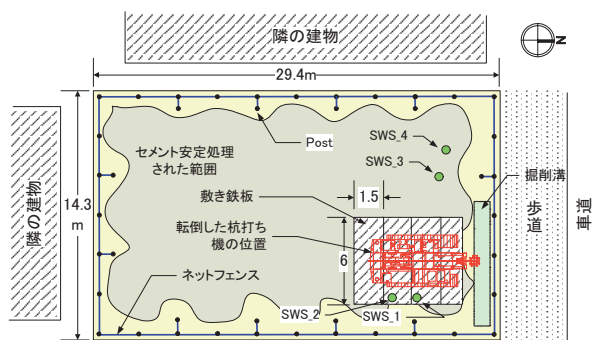 隣の建物
N
29.4m
隣の建物
14.3
m
セメント安定処理
された範囲
Post
SWS_4
SWS_3
掘削溝
敷き鉄板
1.5
歩道
車道
転倒した杭打ち
機の位置
6
ネットフェンス
SWS_2
SWS_1